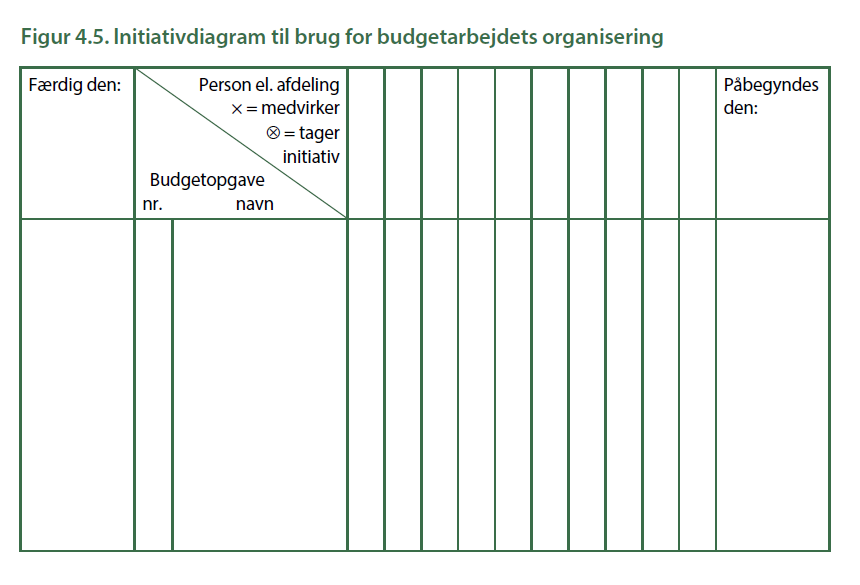 Figur 4.5. Initiativdiagram til brug for budgetarbejdets organisering
Færdig den:
Person el. afdeling
× = medvirker
⊗ = tager
initiativ
Budgetopgave
nr. navn
Påbegyndes
den: